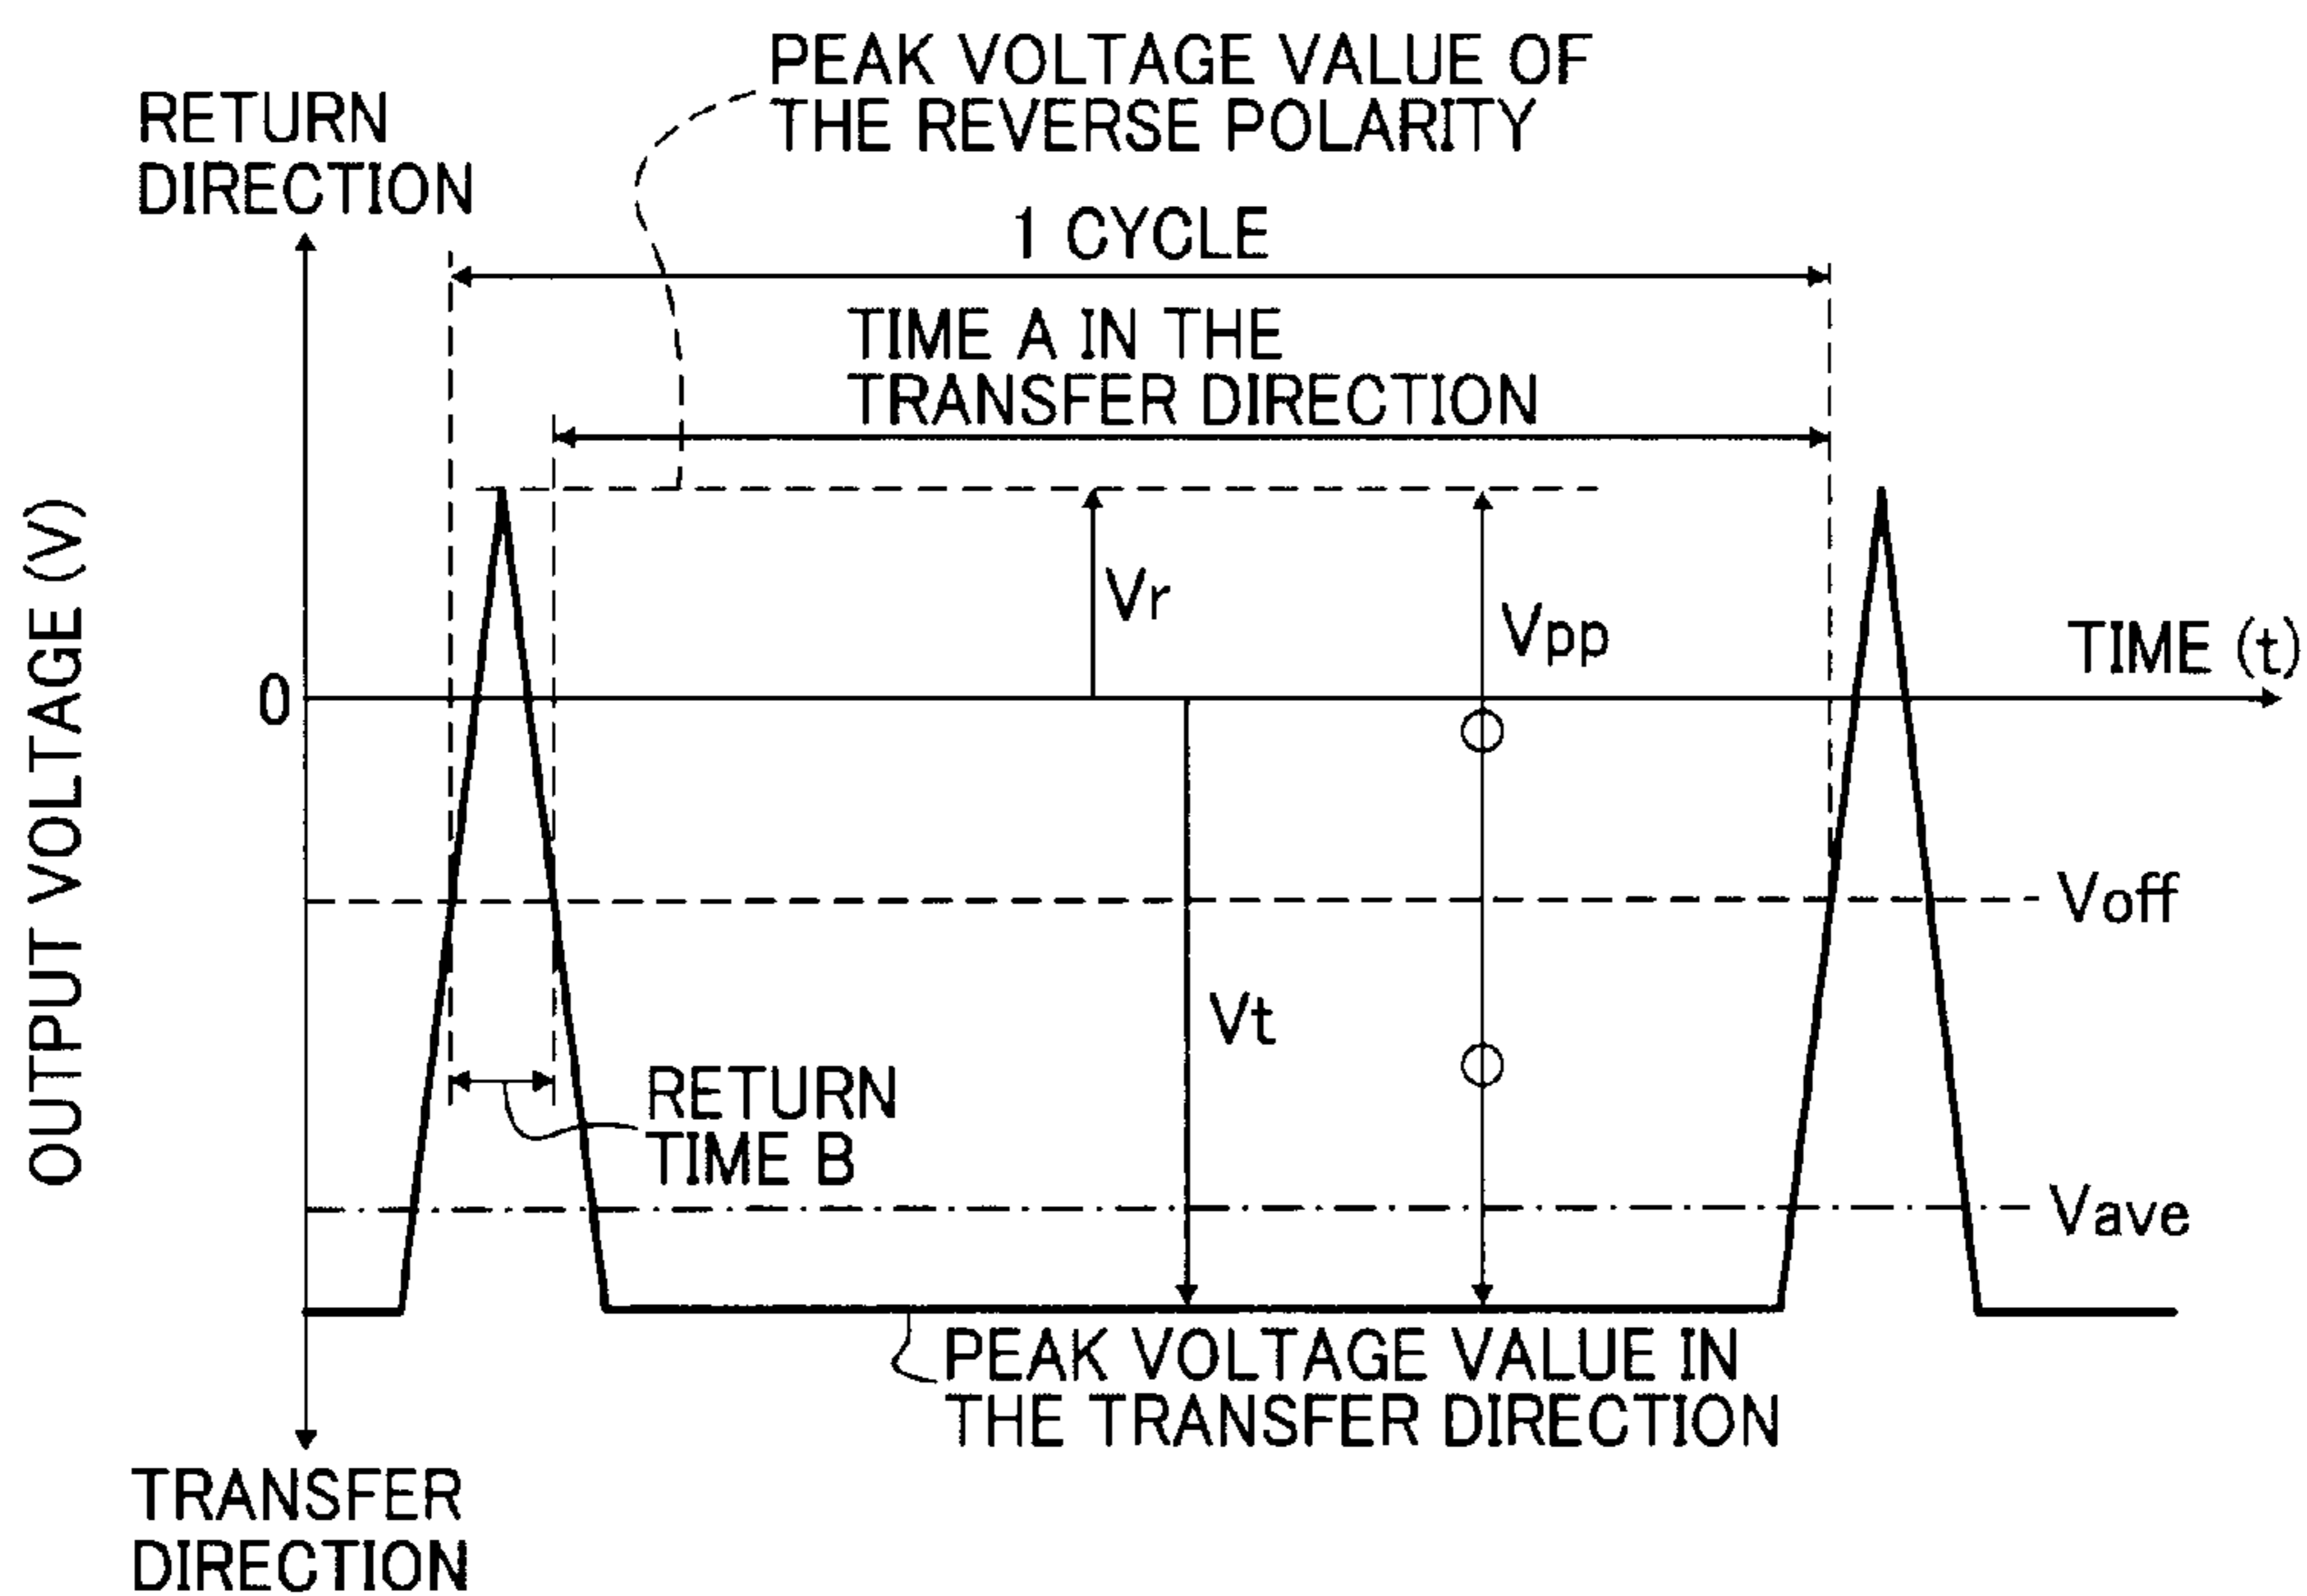 PEAK VOLTAGE VALUE OF
THE REVERSE POLARITY
RETURN
DIRECTION
1 CYCLE
TIME A IN THE
TRANSFER DIRECTION
OUTPUT VOLTAGE (V)
Vr
Vpp
TIME (t)
0
Voff
Vt
RETURN
TIME B
Vave
PEAK VOLTAGE VALUE IN
THE TRANSFER DIRECTION
TRANSFER
DIRECTION